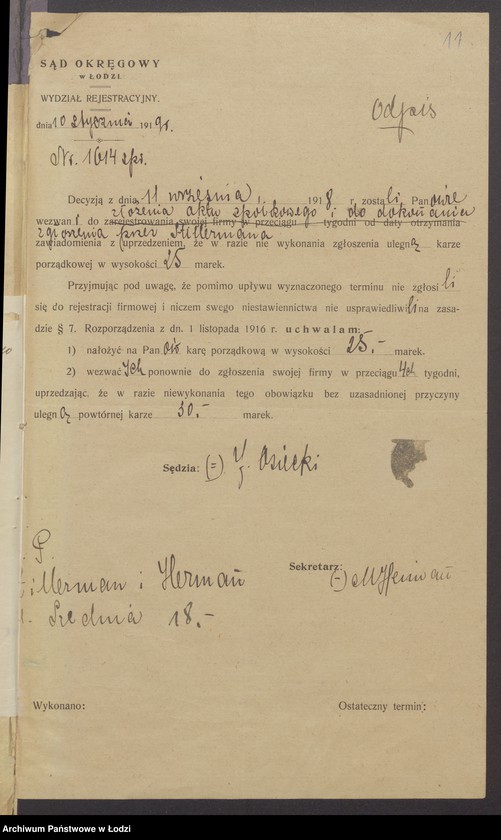 11.
SĄD OKRĘGOWY
w ŁODZI.
WYDZIAŁ REJESTRACYJNY.
dnia 10 stycznia 1919r.
Odpis
Nr. 1614 spr.
Decyzją z dnia 11 września 1918. r. zostali, Panowie
złożenia aktu spółkowego i do dokonania
wezwani do zarejestrowania swojej firmy w przeciągu tygodni od daty otrzymania
zgłoszenia przez
zawiadomienia z uprzedzeniem, że w razie nie wykonania zgłoszenia ulegną karze
porządkowej w wysokości 25 marek.
Przyjmując pod uwagę, że pomimo upływu wyznaczonego terminu nie zgłosili
się do rejestracji firmowej i niczem swego niestawiennictwa nie usprawiedliwili na zasa-
dzie § 7. Rozporządzenia z dn. 1 listopada 1916 r. uchwalam:
1) nałożyć na Panów karę porządkową w wysokości 25.- marek.
2) wezwać Ich ponownie do zgłoszenia swojej firmy w przeciągu 4ch tygodni,
uprzedzając. że w razie niewykonania tego obowiązku bez uzasadnionej przyczyny
ulegną powtórnej karze 50.- marek.
Sędzia: (=) J. Osiecki
P.
Sekretarz:
(-)
i Herman
Średnia 18.-
Wykonano:
Ostateczny termin:
Archiwum Państwowe w Łodzi